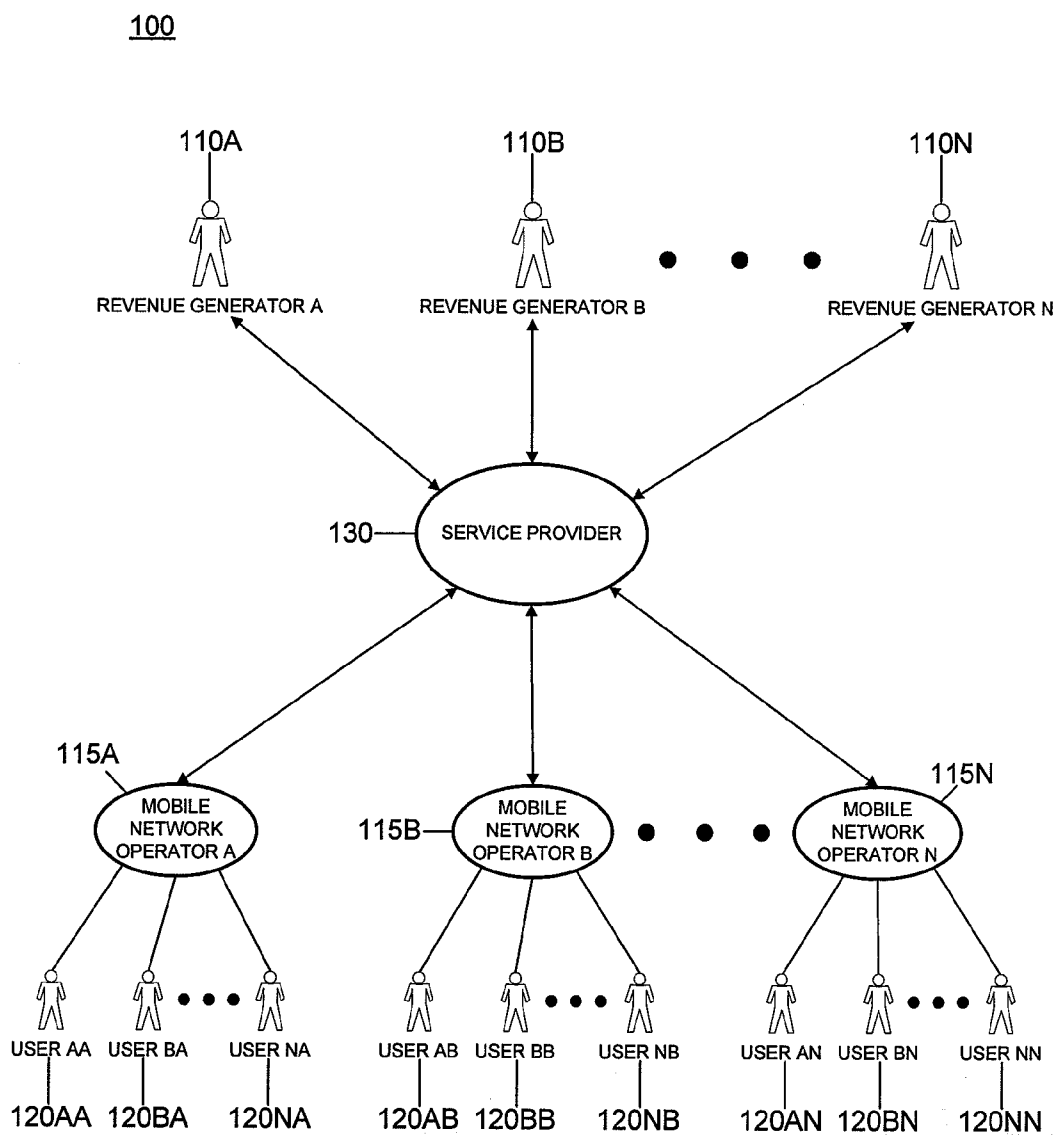 100
110A
110B
110N
REVENUE GENERATOR A
REVENUE GENERATOR B
REVENUE GENERATOR N
130
SERVICE PROVIDER
115A
MOBILE
NETWORK
OPERATOR A
115B
MOBILE
NETWORK
OPERATOR B
115N
MOBILE
NETWORK
OPERATOR N
USER AA
USER BA
USER NA
USER AB
USER BB
USER NB
USER AN
USER BN
USER NN
120AA
120BA
120NA
120AB
120BB
120NB
120AN
120BN
120NN